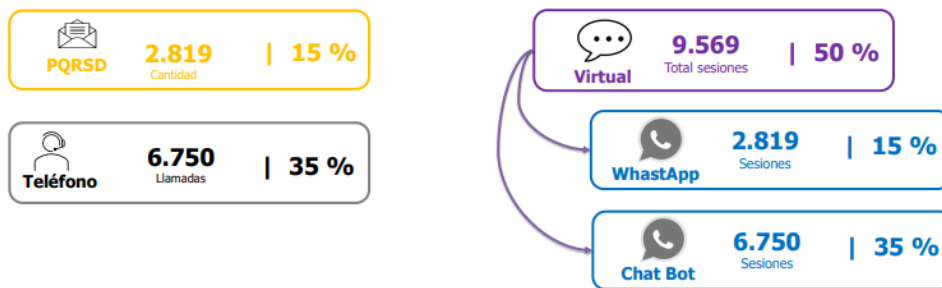 PQRSD
2.819
Cantidad
| 15 %
Teléfono
6.750
Llamadas
| 35 %
Virtual
9.569
Total sesiones
| 50 %
WhastApp
2.819
Sesiones
| 15 %
Chat Bot
6.750
Sesiones
| 35 %